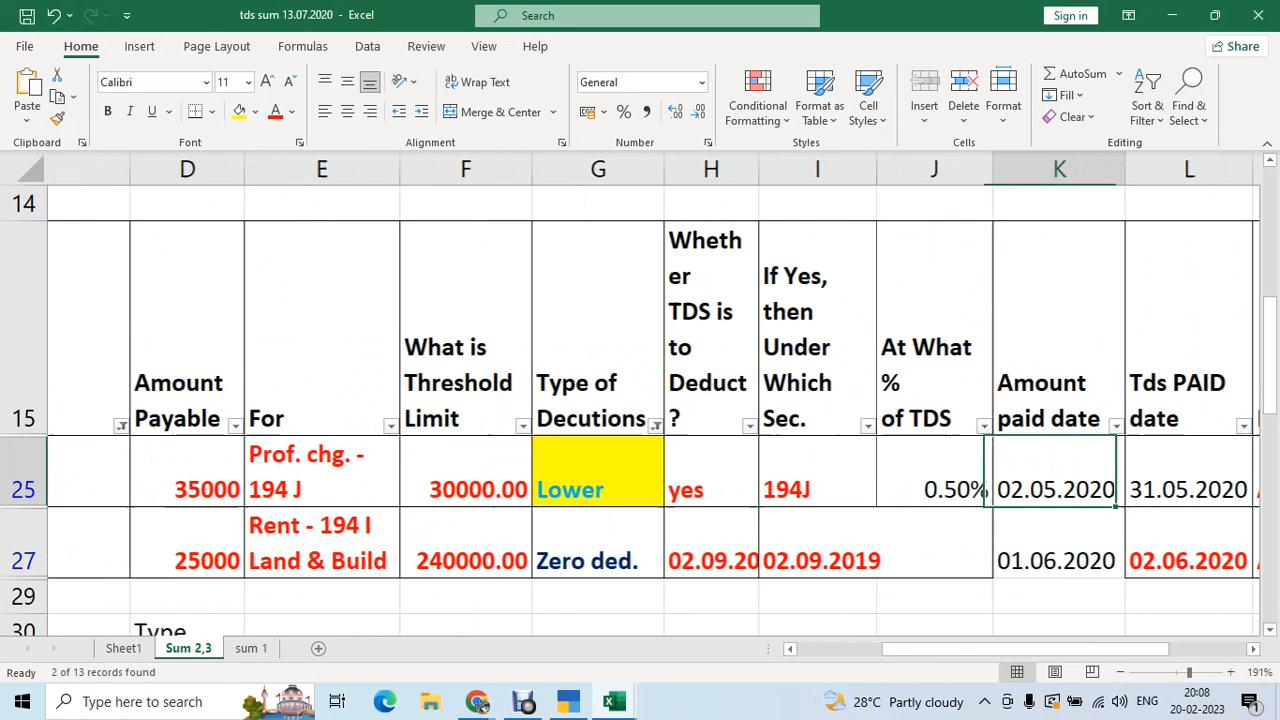 tds sum 13.07.2020 - Excel
Search
Sign in
File Home Insert Page Layout Formulas Data Review View Help
Share
Paste
Calibri 11
Wrap Text
General
Conditional Formatting
Format as Table
Cell Styles
Insert Delete Format
AutoSum
Fill
Clear
Sort & Filter
Find & Select
B I U
Merge & Center
Clipboard Font Alignment Number Styles Cells Editing
D E F G H I J K L
14
15
Amount
Payable
For
What is
Threshold
Limit
Type of
Decutions
Wheth
er
TDS is
to
Deduct
?
If Yes,
then
Under
Which
Sec.
At What
%
of TDS
Amount
paid date
Tds PAID
date
25
35000
Prof. chg. -
194 J
30000.00
Lower
yes
194J
0.50%
02.05.2020
31.05.2020
27
25000
Rent - 194 I
Land & Build
240000.00
Zero ded.
02.09.20
02.09.2019
01.06.2020
02.06.2020
29
30
Type
Sheet1 Sum 2,3 sum 1
Ready 2 of 13 records found
191%
Type here to search
28°C Partly cloudy
ENG
20:08
20-02-2023
1